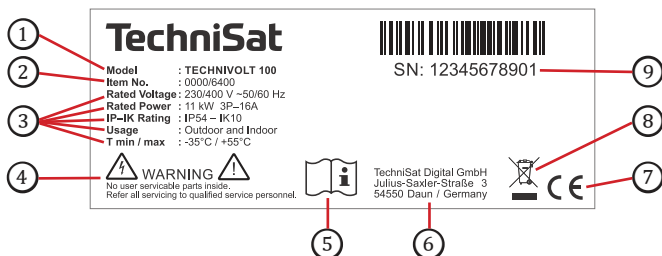 TechniSat
1
Model : TECHNIVOLT 100
2
Item No. : 0000/6400
3
Rated Voltage : 230/400 V ~50/60 Hz
Rated Power : 11 kW 3P–16A
IP–IK Rating : IP54 – IK10
Usage : Outdoor and Indoor
T min / max : -35°C / +55°C
4
WARNING
No user servicable parts inside.
Refer all servicing to qualified service personnel.
SN: 12345678901
9
8
TechniSat Digital GmbH
Julius-Saxler-Straße 3
54550 Daun / Germany
CE
7
5
6